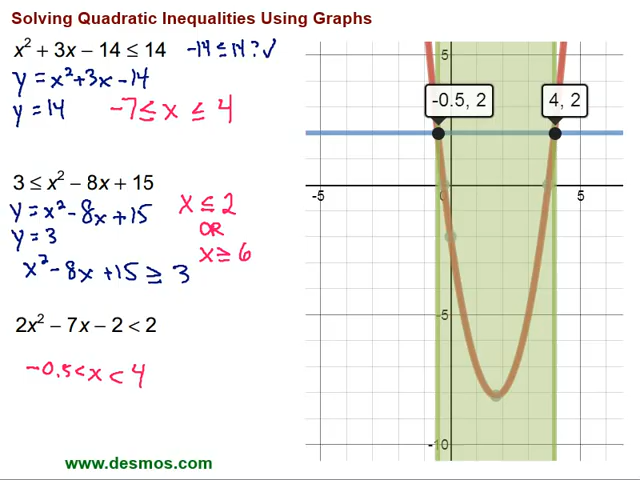 Solving Quadratic Inequalities Using Graphs
x² + 3x − 14 ≤ 14
-14 ≤ 14 ? ✓
y = x² + 3x - 14
y = 14
-7 ≤ x ≤ 4
3 ≤ x² − 8x + 15
y = x² - 8x + 15
y = 3
x² - 8x + 15 ≥ 3
x ≤ 2
OR
x ≥ 6
2x² − 7x − 2 < 2
-0.5 < x < 4
www.desmos.com
5
-0.5, 2
4, 2
-5
0
5
-5
-10